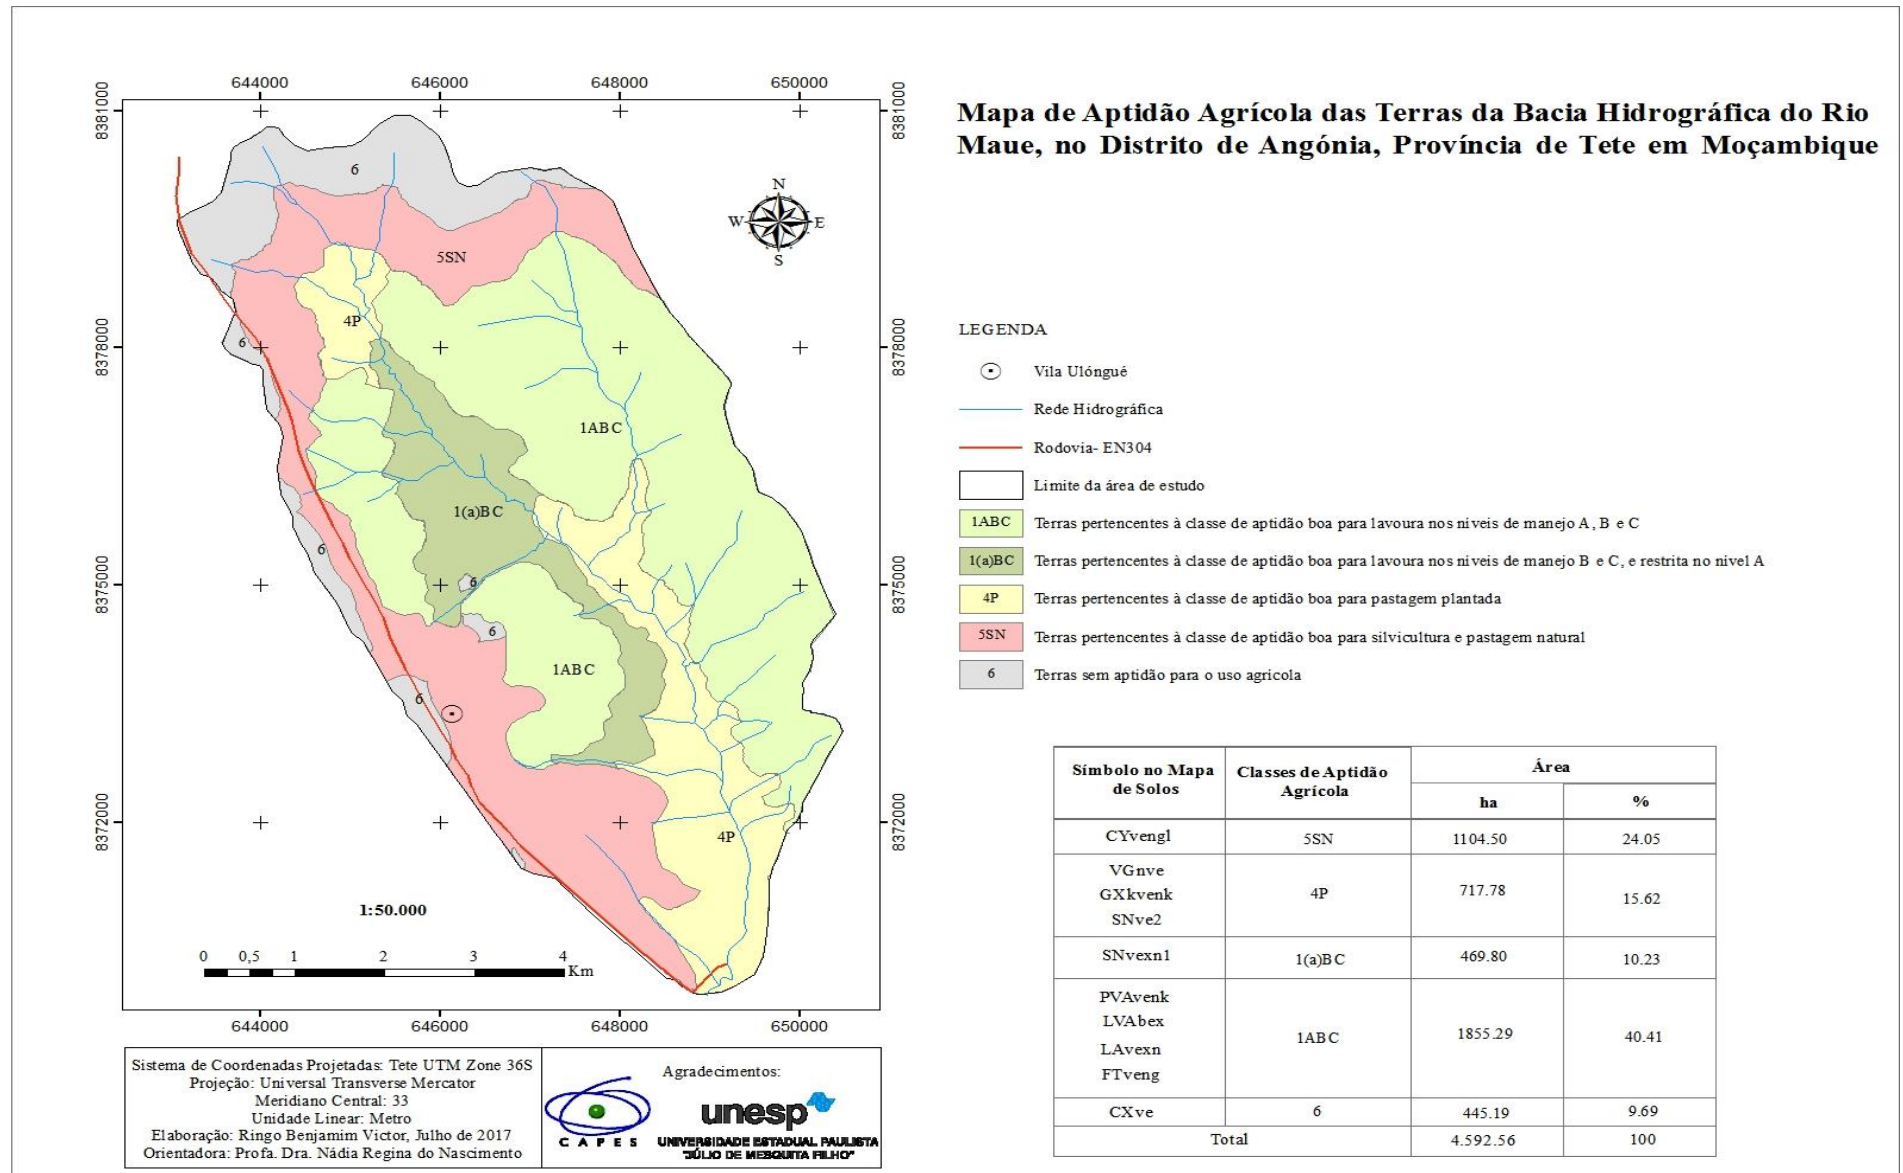 644000 646000 648000 650000
8381000 8381000
8378000 8378000
8375000 8375000
8372000 8372000
6
5SN
4P
6
1ABC
1(a)BC
6
6
6
1ABC
6
4P
N
W E
S
1:50.000
0 0,5 1 2 3 4
Km
644000 646000 648000 650000
Mapa de Aptidão Agrícola das Terras da Bacia Hidrográfica do Rio
Maue, no Distrito de Angónia, Província de Tete em Moçambique
LEGENDA
Vila Ulónguè
Rede Hidrográfica
Rodovia- EN304
Limite da área de estudo
1ABC Terras pertencentes à classe de aptidão boa para lavoura nos níveis de manejo A, B e C
1(a)BC Terras pertencentes à classe de aptidão boa para lavoura nos níveis de manejo B e C, e restrita no nível A
4P Terras pertencentes à classe de aptidão boa para pastagem plantada
5SN Terras pertencentes à classe de aptidão boa para silvicultura e pastagem natural
6 Terras sem aptidão para o uso agrícola
Símbolo no Mapa de Solos Classes de Aptidão Agrícola Área
ha %
CYvengl 5SN 1104.50 24.05
VGnve
GXkvenk 4P 717.78 15.62
SNve2
SNvexn1 1(a)BC 469.80 10.23
PVAvenk
LVAbex
LAvexn 1ABC 1855.29 40.41
FTveng
CXve 6 445.19 9.69
Total 4.592.56 100
Sistema de Coordenadas Projetadas: Tete UTM Zone 36S
Projeção: Universal Transverse Mercator
Meridiano Central: 33
Unidade Linear: Metro
Elaboração: Ringo Benjamim Victor, Julho de 2017
Orientadora: Profa. Dra. Nádia Regina do Nascimento
Agradecimentos:
CAPES
unesp
UNIVERSIDADE ESTADUAL PAULISTA
"JÚLIO DE MESQUITA FILHO"